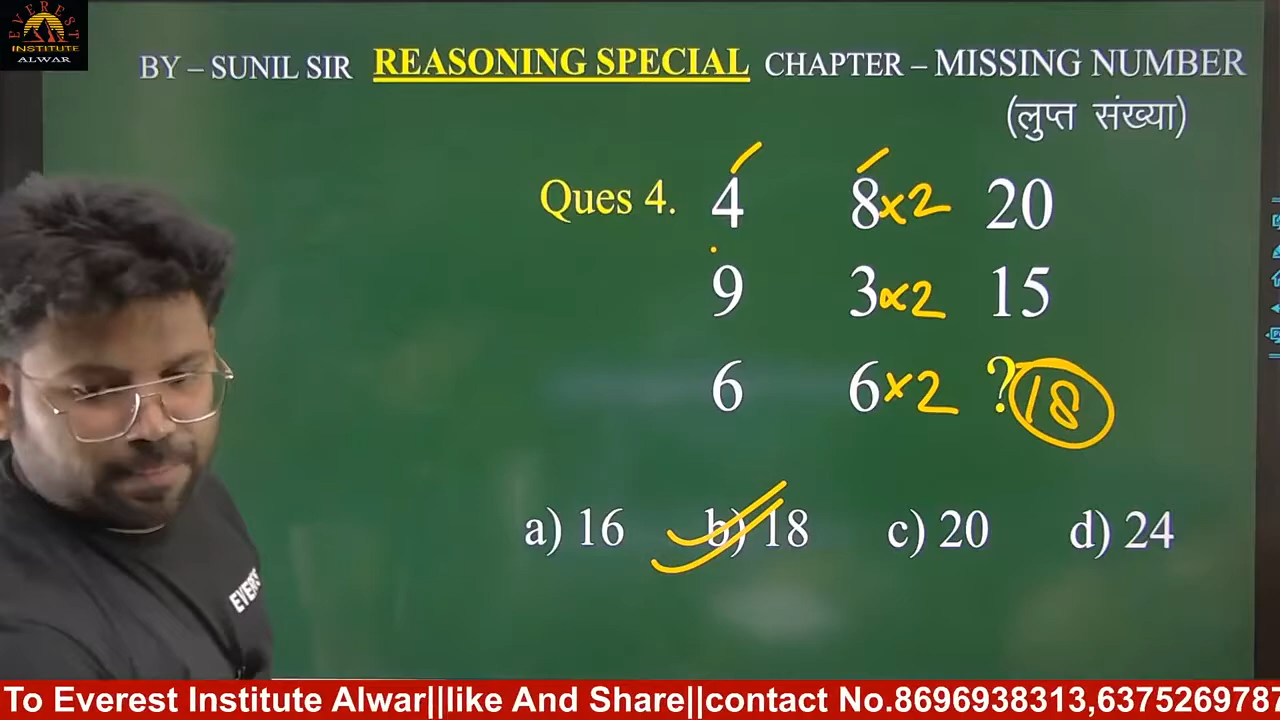 EVEREST
INSTITUTE
ALWAR
BY – SUNIL SIR REASONING SPECIAL CHAPTER – MISSING NUMBER
(लुप्त संख्या)
Ques 4. 4 8×2 20
9 3×2 15
6 6×2 ? 18
a) 16 b) 18 c) 20 d) 24
To Everest Institute Alwar||like And Share||contact No.8696938313,6375269787